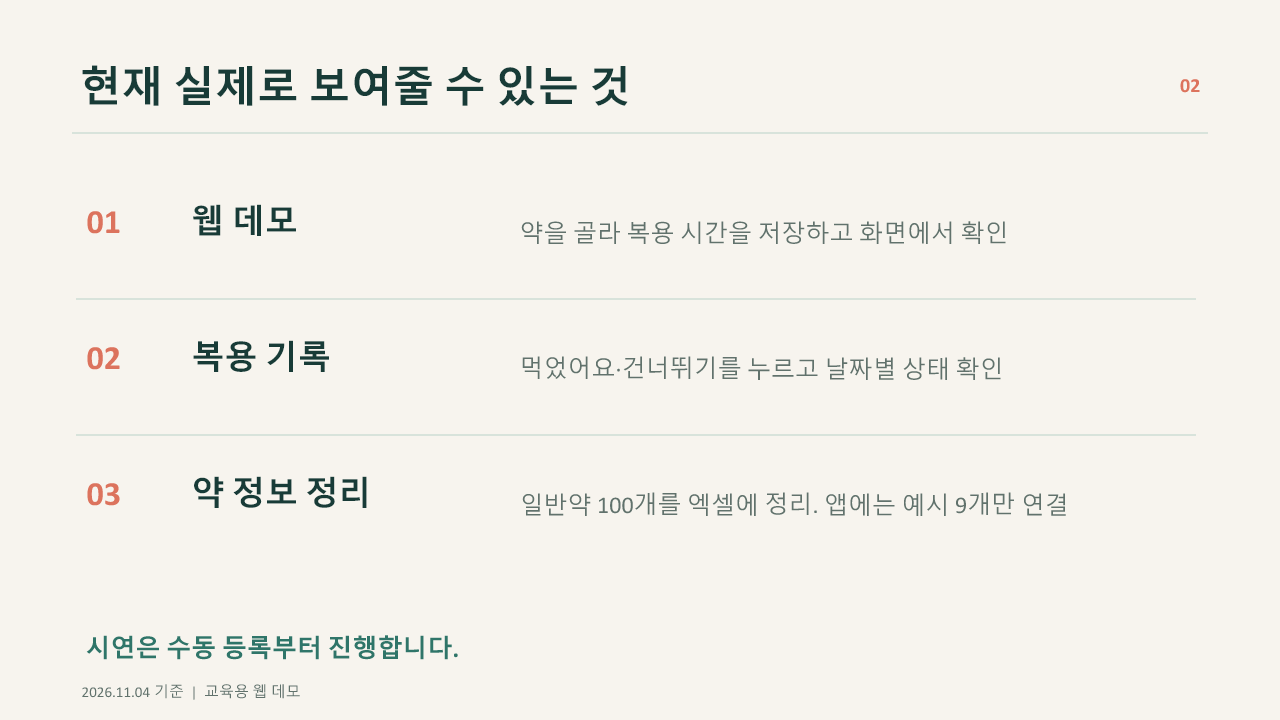 현재 실제로 보여줄 수 있는 것
02
01
웹 데모
약을 골라 복용 시간을 저장하고 화면에서 확인
02
복용 기록
먹었어요·건너뛰기를 누르고 날짜별 상태 확인
03
약 정보 정리
일반약 100개를 엑셀에 정리. 앱에는 예시 9개만 연결
시연은 수동 등록부터 진행합니다.
2026.11.04 기준 | 교육용 웹 데모